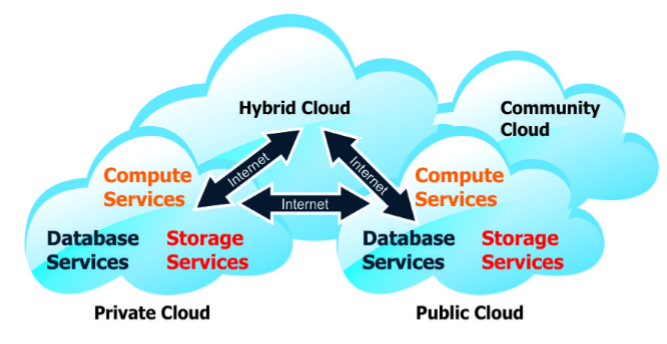 Hybrid Cloud
Community
Cloud
Internet
Internet
Internet
Compute
Services
Database
Services
Storage
Services
Private Cloud
Compute
Services
Database
Services
Storage
Services
Public Cloud